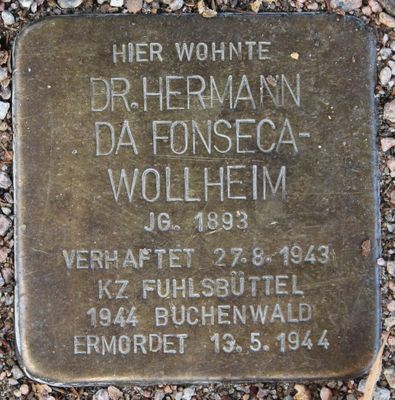 HIER WOHNTE
DR. HERMANN
DA FONSECA-
WOLLHEIM
JG. 1893
VERHAFTET 27.8.1943
KZ FUHLSBÜTTEL
1944 BUCHENWALD
ERMORDET 13.5.1944